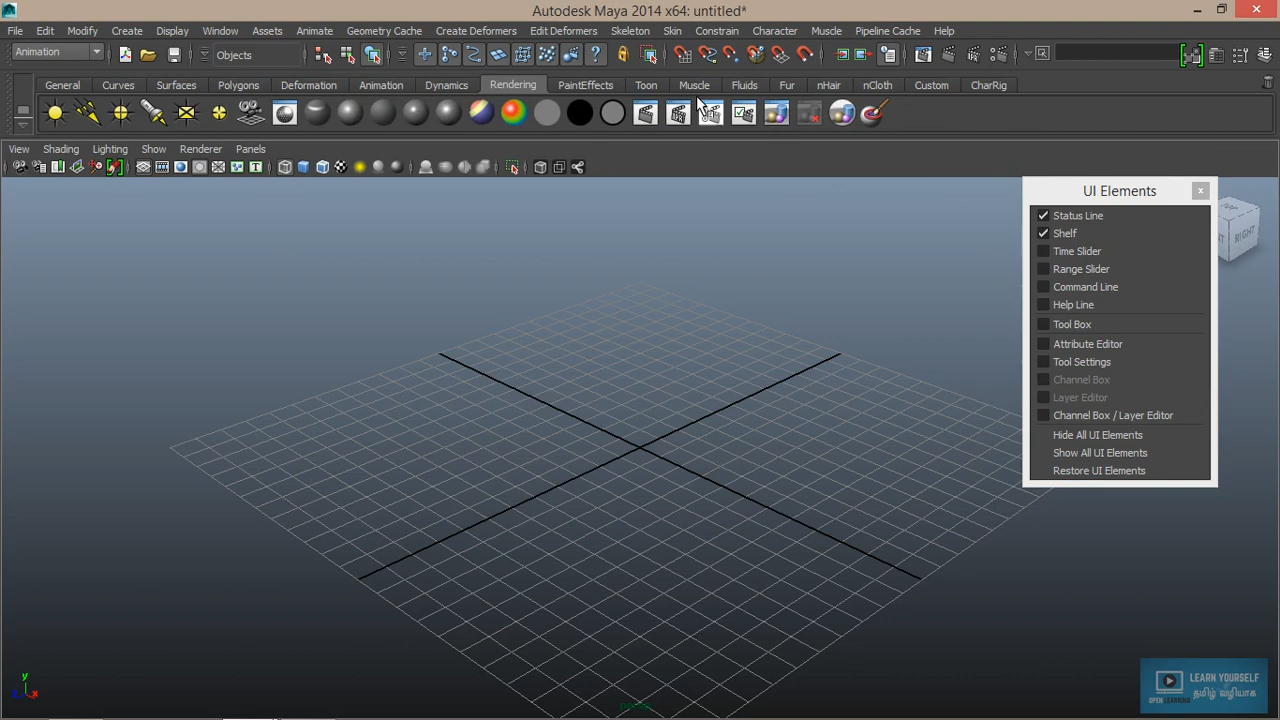 Autodesk Maya 2014 x64: untitled*
File Edit Modify Create Display Window Assets Animate Geometry Cache Create Deformers Edit Deformers Skeleton Skin Constrain Character Muscle Pipeline Cache Help
Animation Objects
General Curves Surfaces Polygons Deformation Animation Dynamics Rendering PaintEffects Toon Muscle Fluids Fur nHair nCloth Custom CharRig
View Shading Lighting Show Renderer Panels
UI Elements
x
Status Line
Shelf
Time Slider
Range Slider
Command Line
Help Line
Tool Box
Attribute Editor
Tool Settings
Channel Box
Layer Editor
Channel Box / Layer Editor
Hide All UI Elements
Show All UI Elements
Restore UI Elements
RIGHT
y
x
persp
LEARN YOURSELF
தமிழ் வழியாக
OPEN LEARNING